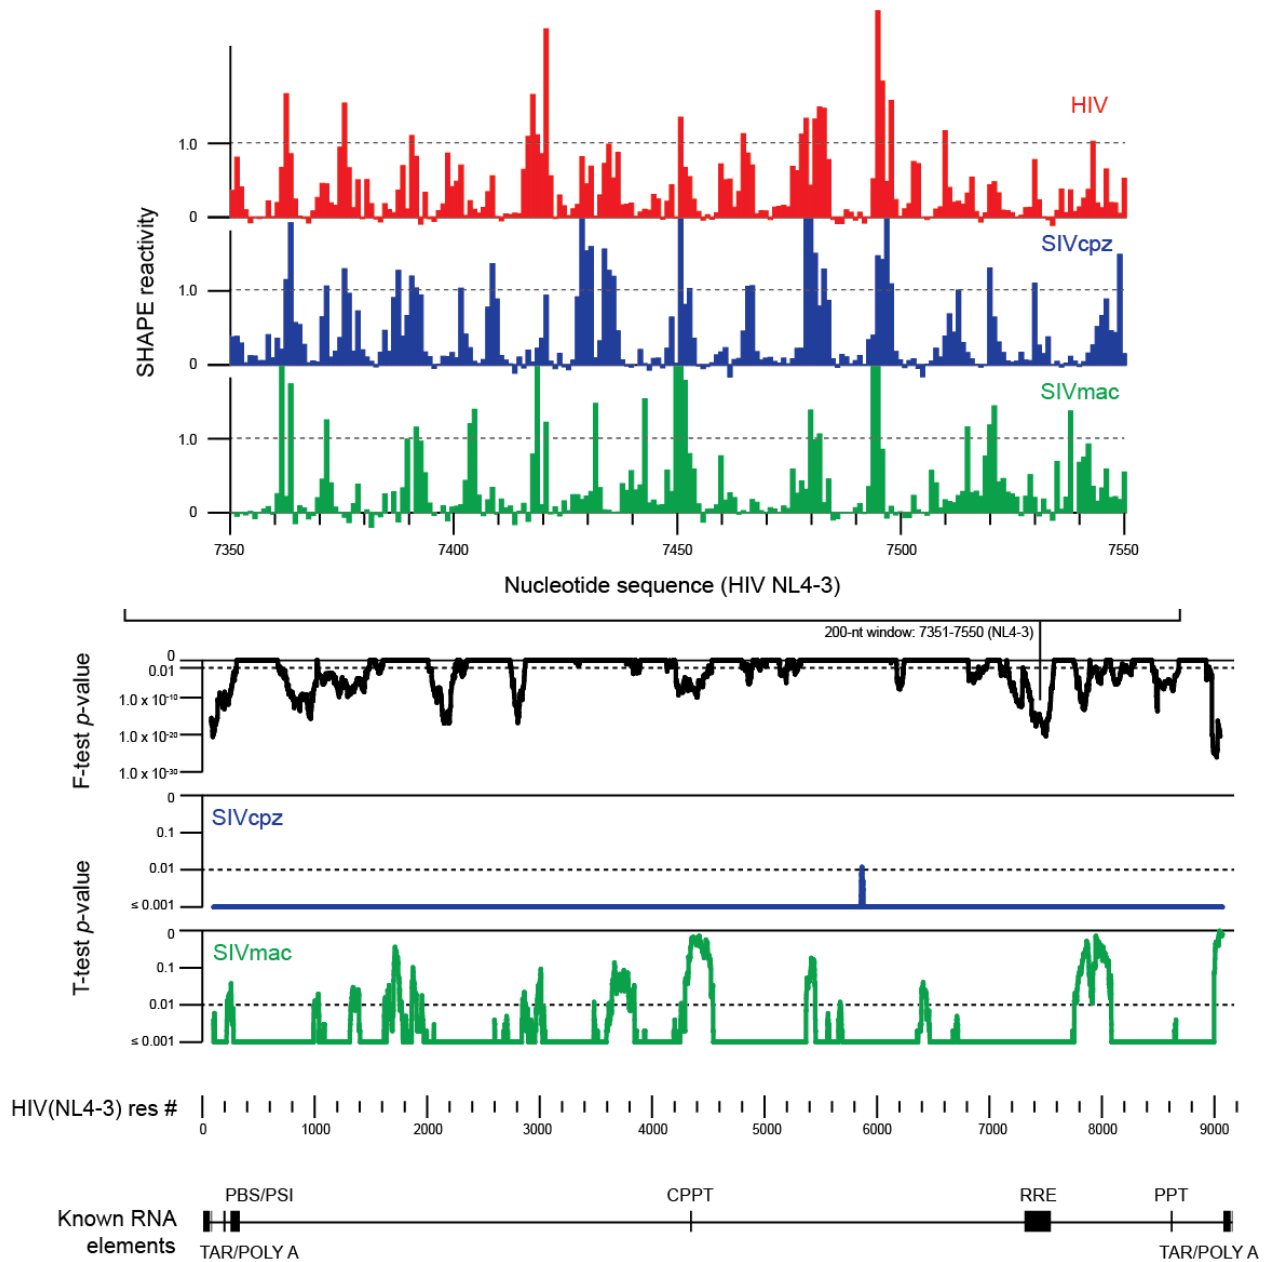 HIV
1.0
0
SIVcpz
1.0
0
SIVmac
1.0
0
SHAPE reactivity
7350 7400 7450 7500 7550
Nucleotide sequence (HIV NL4-3)
200-nt window: 7351-7550 (NL4-3)
F-test p-value
0
0.01
1.0 x 10⁻¹⁰
1.0 x 10⁻²⁰
1.0 x 10⁻³⁰
T-test p-value
SIVcpz
0
0.1
0.01
≤ 0.001
SIVmac
0
0.1
0.01
≤ 0.001
HIV(NL4-3) res #
0 1000 2000 3000 4000 5000 6000 7000 8000 9000
PBS/PSI CPPT RRE PPT
Known RNA
elements
TAR/POLY A TAR/POLY A